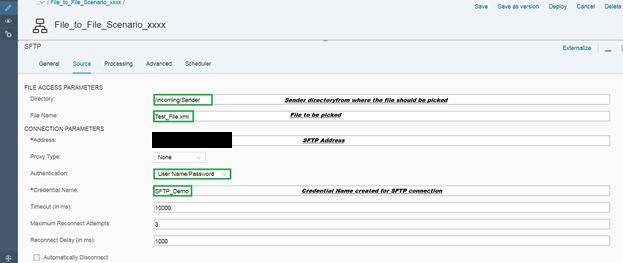 / File_to_File_Scenario_xxxx /
Save Save as version Deploy Cancel Delete
File_to_File_Scenario_xxxx
SFTP
Externalize
General Source Processing Advanced Scheduler
FILE ACCESS PARAMETERS
Directory: /incoming/Sender Sender directoryfrom where the file should be picked
File Name: Test_File.xml File to be picked
CONNECTION PARAMETERS
*Address: SFTP Address
Proxy Type: None
Authentication: User Name/Password
*Credential Name: SFTP_Demo Credential Name created for SFTP connection
Timeout (in ms): 10000
Maximum Reconnect Attempts: 3
Reconnect Delay (in ms): 1000
Automatically Disconnect